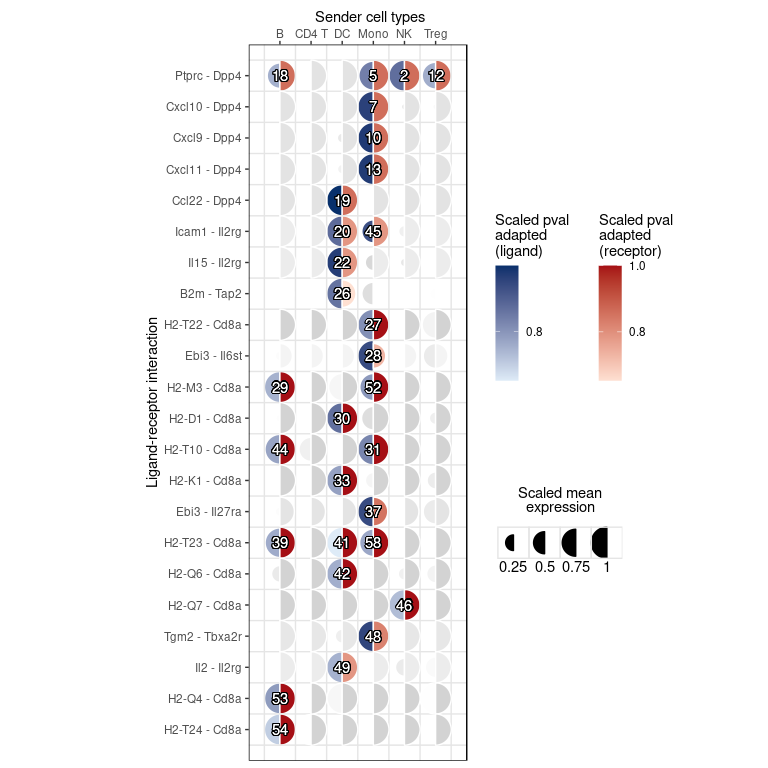 Sender cell types
B CD4 T DC Mono NK Treg
Ligand-receptor interaction
Ptprc - Dpp4 18 5 2 12
Cxcl10 - Dpp4 7
Cxcl9 - Dpp4 10
Cxcl11 - Dpp4 13
Ccl22 - Dpp4 19
Icam1 - Il2rg 20 45
Il15 - Il2rg 22
B2m - Tap2 26
H2-T22 - Cd8a 27
Ebi3 - Il6st 28
H2-M3 - Cd8a 29 52
H2-D1 - Cd8a 30
H2-T10 - Cd8a 44 31
H2-K1 - Cd8a 33
Ebi3 - Il27ra 37
H2-T23 - Cd8a 39 41 58
H2-Q6 - Cd8a 42
H2-Q7 - Cd8a 46
Tgm2 - Tbxa2r 48
Il2 - Il2rg 49
H2-Q4 - Cd8a 53
H2-T24 - Cd8a 54
Scaled pval
adapted
(ligand)
0.8
Scaled pval
adapted
(receptor)
1.0
0.8
Scaled mean
expression
0.25 0.5 0.75 1